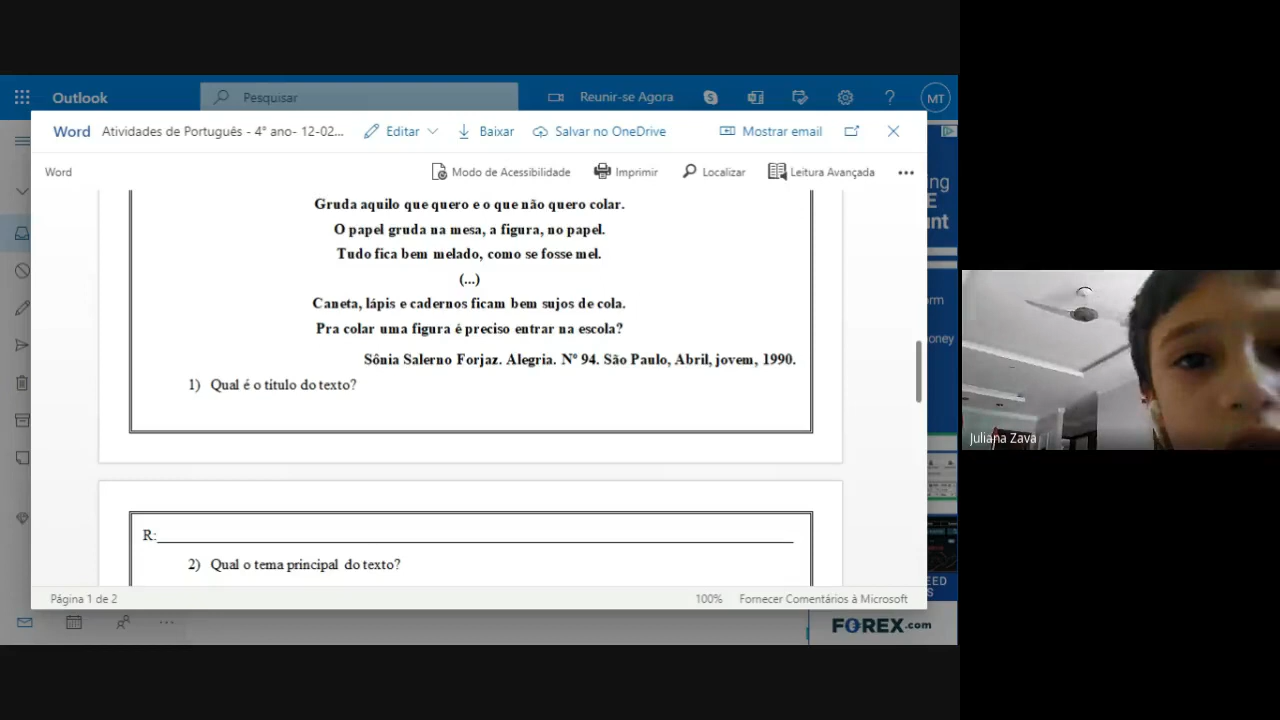 Outlook
Pesquisar
Reunir-se Agora
MT
Word
Atividades de Português - 4° ano- 12-02...
Editar
Baixar
Salvar no OneDrive
Mostrar email
Word
Modo de Acessibilidade
Imprimir
Localizar
Leitura Avançada
Gruda aquilo que quero e o que não quero colar.
O papel gruda na mesa, a figura, no papel.
Tudo fica bem melado, como se fosse mel.
(...)
Caneta, lápis e cadernos ficam bem sujos de cola.
Pra colar uma figura é preciso entrar na escola?
Sônia Salerno Forjaz. Alegria. Nº 94. São Paulo, Abril, jovem, 1990.
1) Qual é o título do texto?
R:
2) Qual o tema principal do texto?
Página 1 de 2
100%
Fornecer Comentários à Microsoft
FOREX.com
Juliana Zava